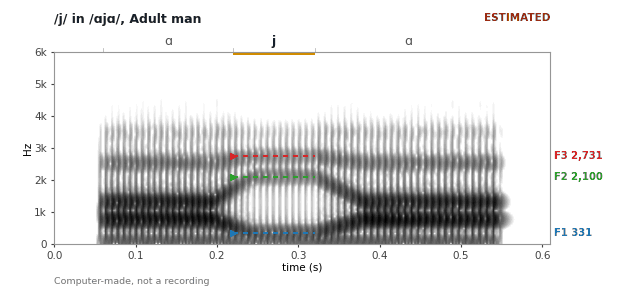 /j/ in /ɑjɑ/, Adult man
ESTIMATED
ɑ j ɑ
6k
5k
4k
3k
2k
1k
0
Hz
F3 2,731
F2 2,100
F1 331
0.0 0.1 0.2 0.3 0.4 0.5 0.6
time (s)
Computer-made, not a recording